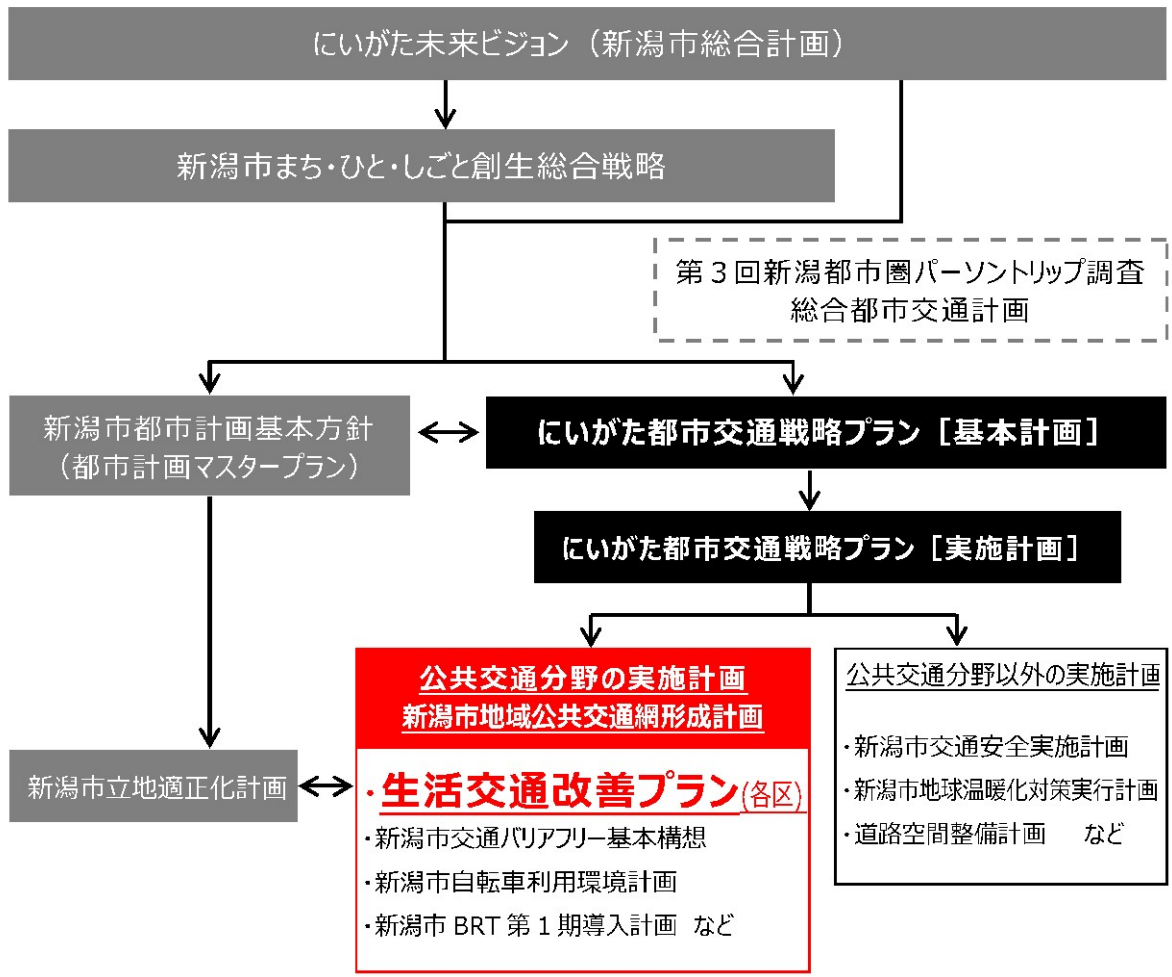 にいがた未来ビジョン（新潟市総合計画）
新潟市まち・ひと・しごと創生総合戦略
第３回新潟都市圏パーソントリップ調査
総合都市交通計画
新潟市都市計画基本方針
（都市計画マスタープラン）
にいがた都市交通戦略プラン［基本計画］
にいがた都市交通戦略プラン［実施計画］
公共交通分野の実施計画
新潟市地域公共交通網形成計画
・生活交通改善プラン(各区)
・新潟市交通バリアフリー基本構想
・新潟市自転車利用環境計画
・新潟市 BRT 第１期導入計画 など
公共交通分野以外の実施計画
・新潟市交通安全実施計画
・新潟市地球温暖化対策実行計画
・道路空間整備計画　など
新潟市立地適正化計画